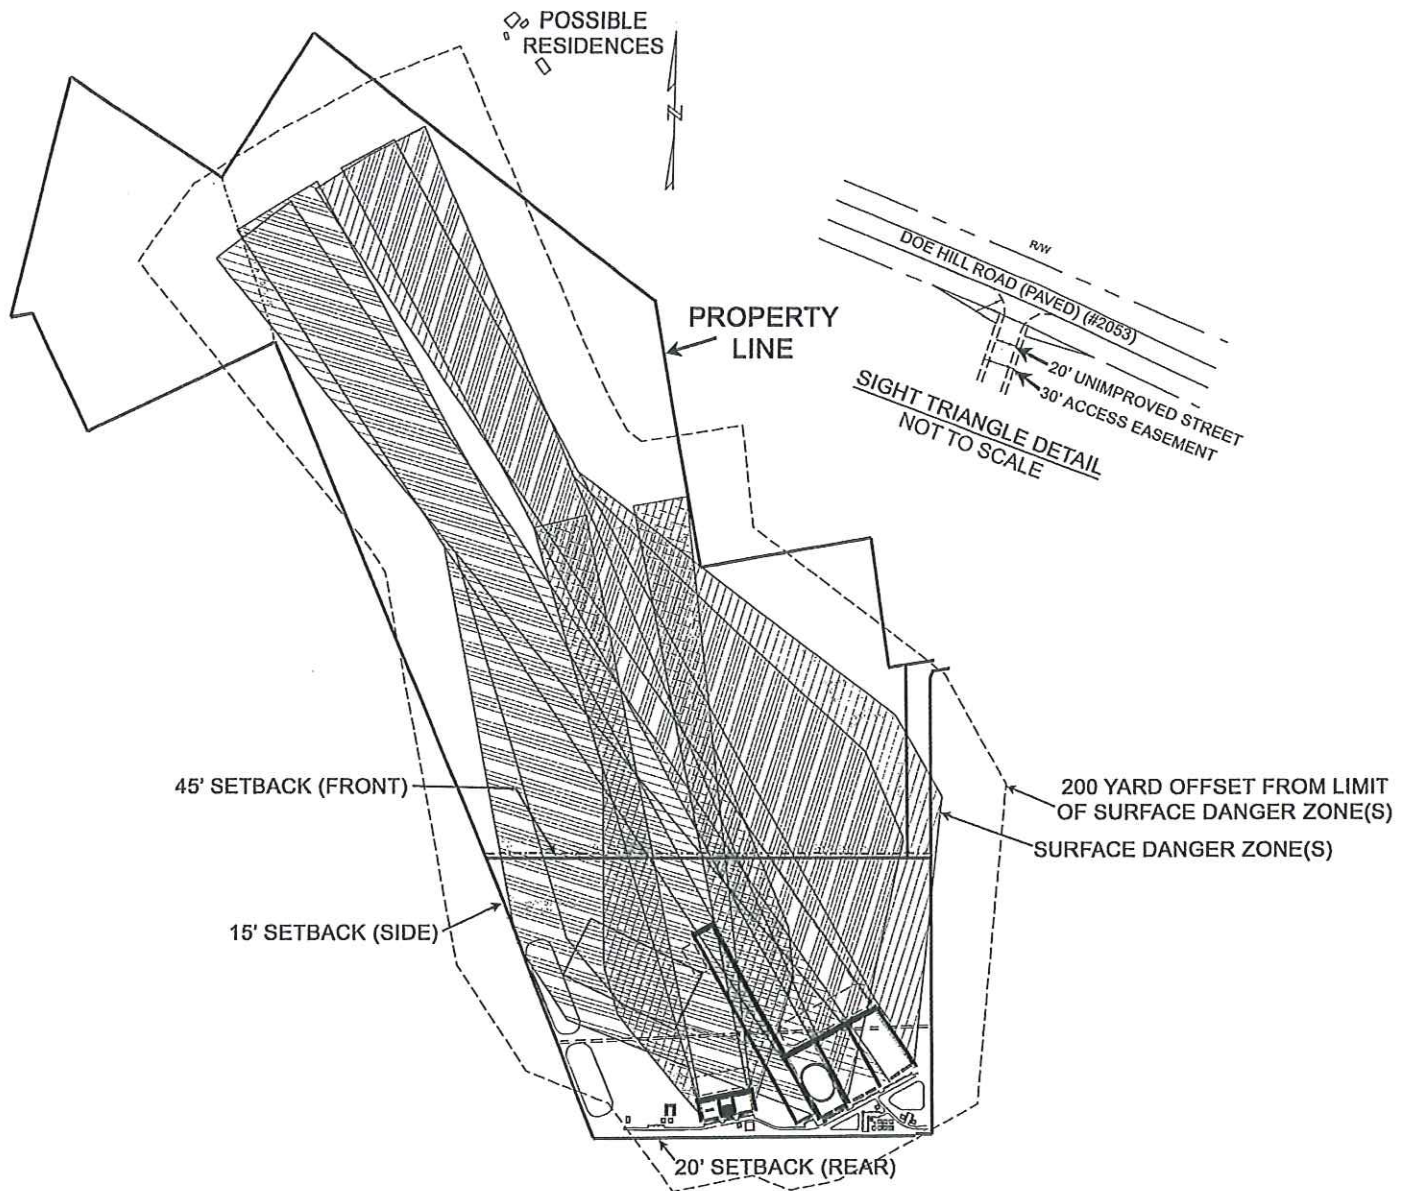 POSSIBLE
RESIDENCES
N
R/W
DOE HILL ROAD (PAVED) (#2053)
PROPERTY
LINE
20' UNIMPROVED STREET
30' ACCESS EASEMENT
SIGHT TRIANGLE DETAIL
NOT TO SCALE
45' SETBACK (FRONT)
200 YARD OFFSET FROM LIMIT
OF SURFACE DANGER ZONE(S)
SURFACE DANGER ZONE(S)
15' SETBACK (SIDE)
20' SETBACK (REAR)